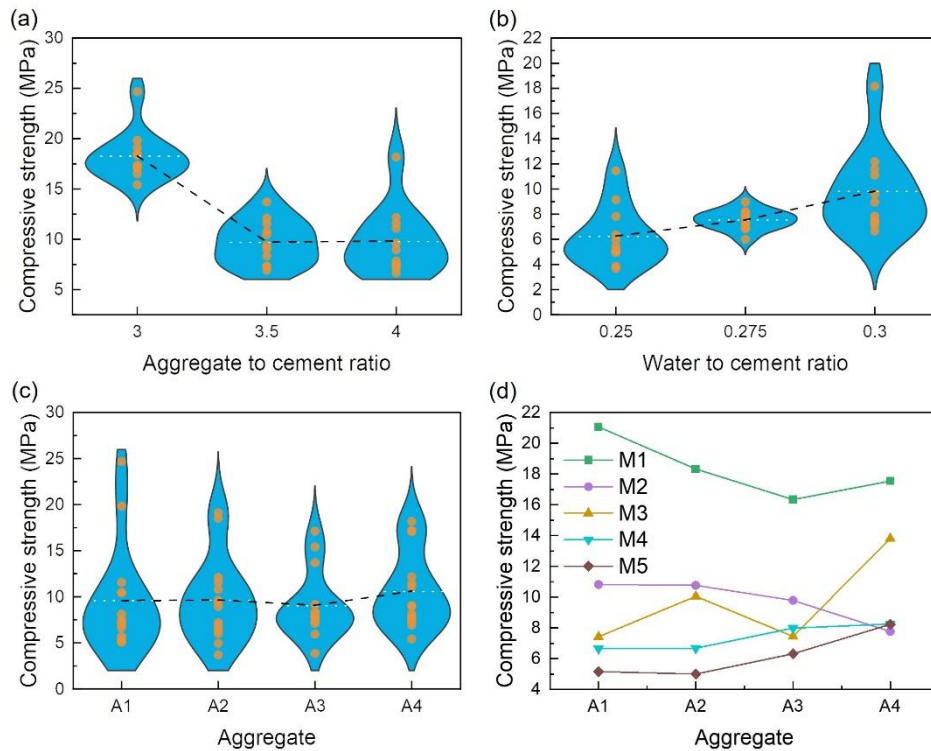 (a)
Compressive strength (MPa)
30
25
20
15
10
5
3
3.5
4
Aggregate to cement ratio
(b)
Compressive strength (MPa)
22
20
18
16
14
12
10
8
6
4
2
0
0.25
0.275
0.3
Water to cement ratio
(c)
Compressive strength (MPa)
30
25
20
15
10
5
0
A1
A2
A3
A4
Aggregate
(d)
Compressive strength (MPa)
22
20
18
16
14
12
10
8
6
4
M1
M2
M3
M4
M5
A1
A2
A3
A4
Aggregate